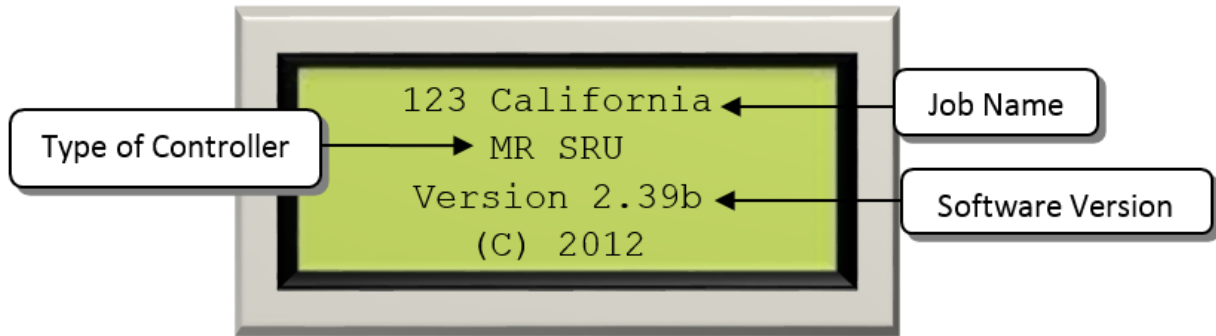 123 California
Job Name
Type of Controller
MR SRU
Version 2.39b
Software Version
(C) 2012